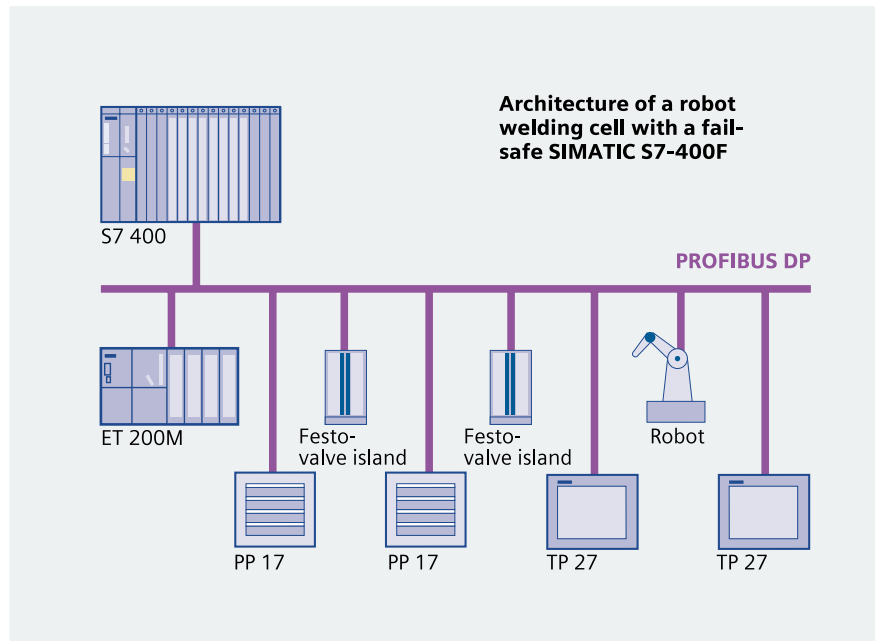 Architecture of a robot
welding cell with a fail-
safe SIMATIC S7-400F
S7 400
PROFIBUS DP
ET 200M
Festo-
valve island
Festo-
valve island
Robot
PP 17
PP 17
TP 27
TP 27